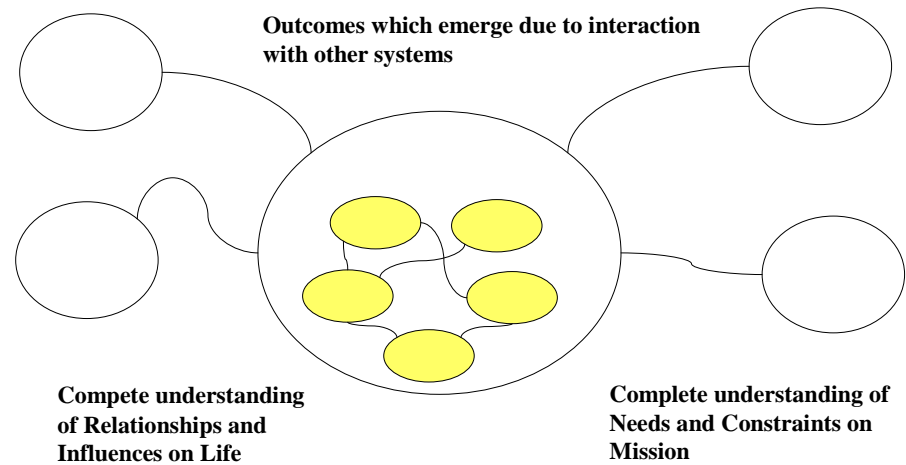 Outcomes which emerge due to interaction
with other systems
Compete understanding
of Relationships and
Influences on Life
Complete understanding of
Needs and Constraints on
Mission